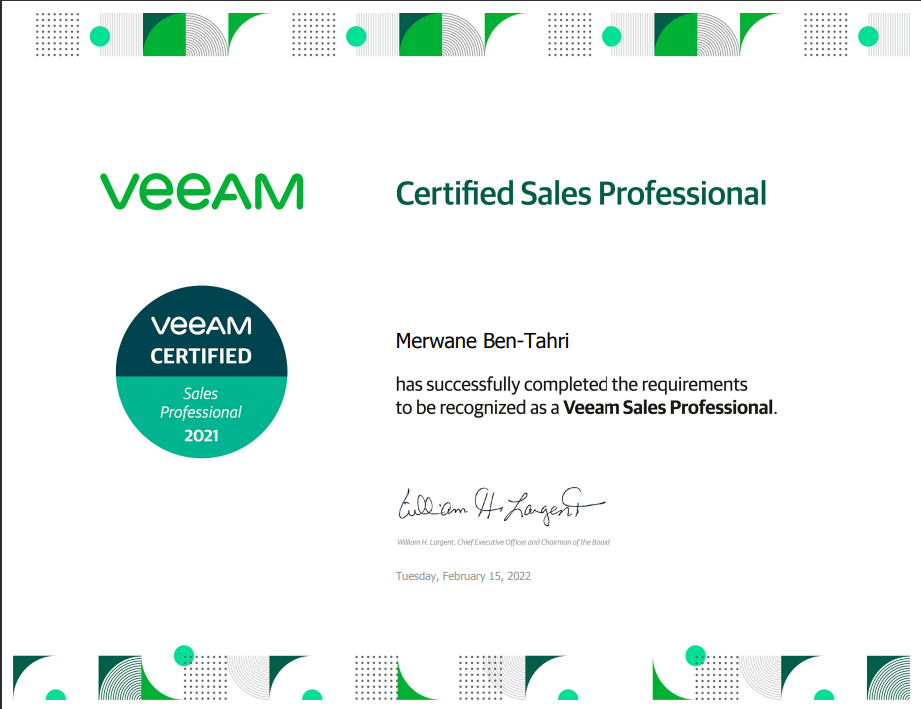 veeAM
Certified Sales Professional
veeAM
CERTIFIED
Sales
Professional
2021
Merwane Ben-Tahri
has successfully completed the requirements
to be recognized as a Veeam Sales Professional.
William H. Largent
William H. Largent, Chief Executive Officer and Chairman of the Board
Tuesday, February 15, 2022